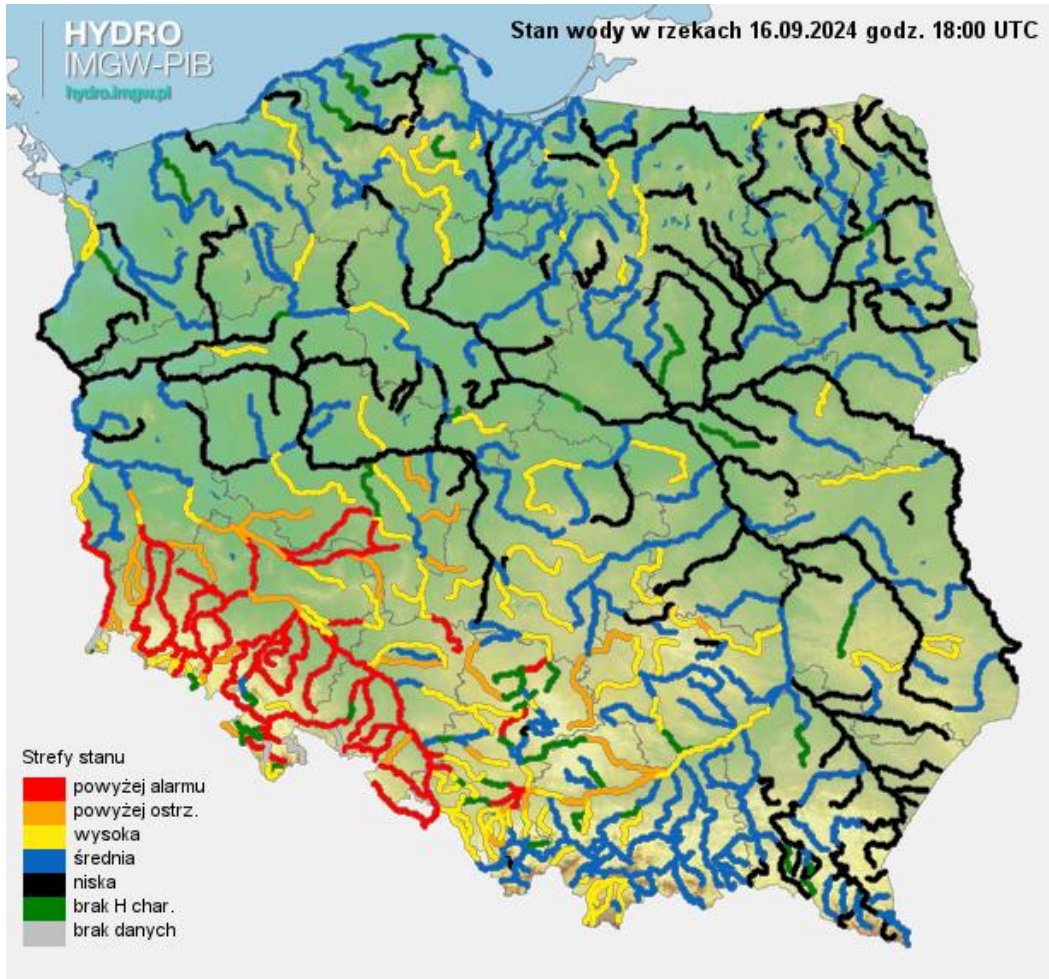 HYDRO
IMGW-PIB
hydro.imgw.pl
Stan wody w rzekach 16.09.2024 godz. 18:00 UTC
Strefy stanu
powyżej alarmu
powyżej ostrz.
wysoka
średnia
niska
brak H char.
brak danych